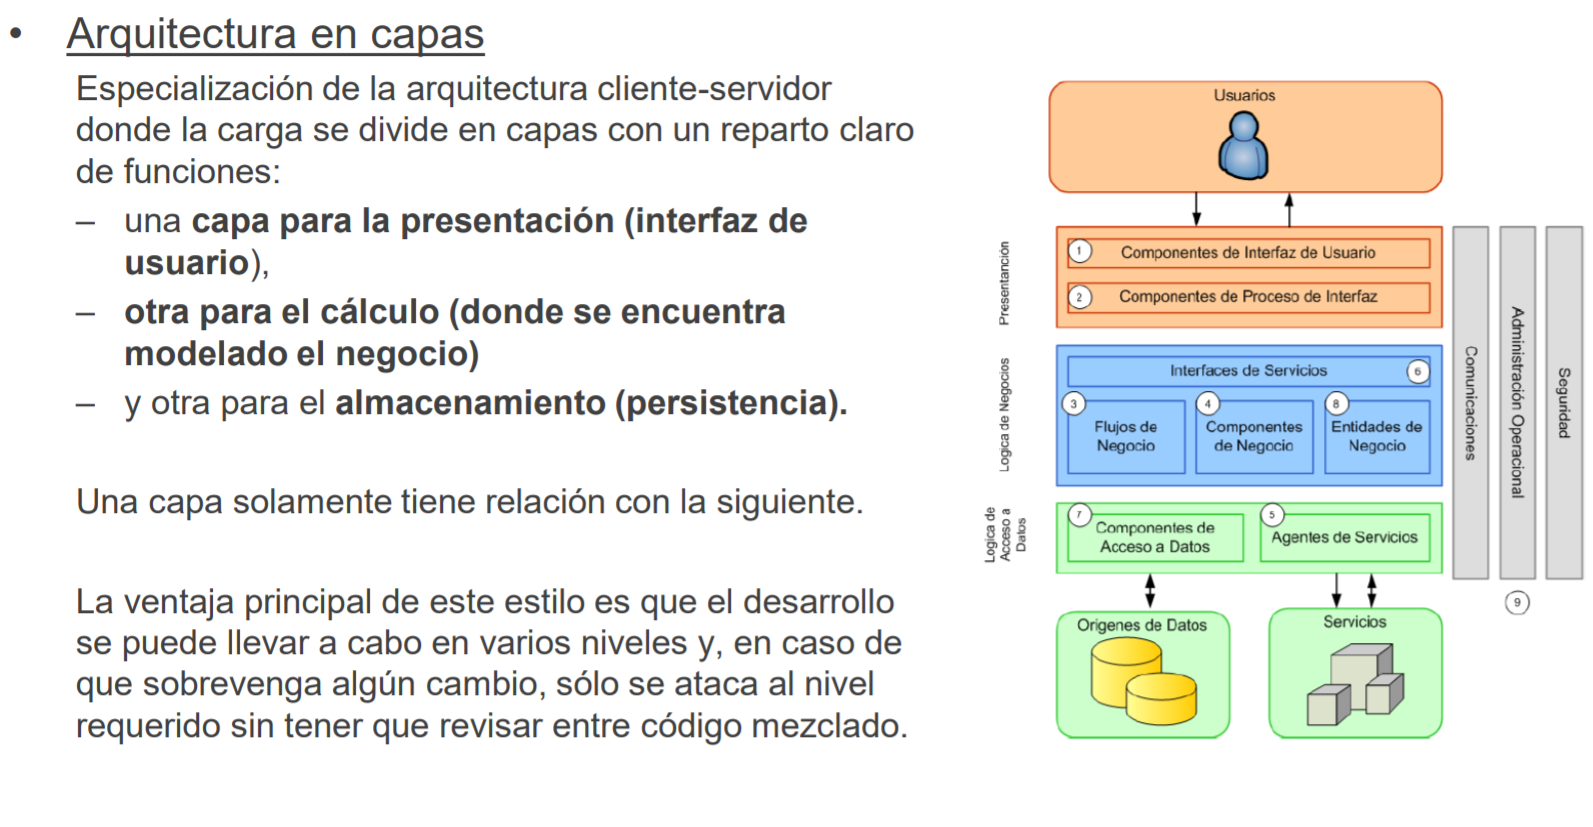 • Arquitectura en capas
Especialización de la arquitectura cliente-servidor
donde la carga se divide en capas con un reparto claro
de funciones:
– una capa para la presentación (interfaz de
usuario),
– otra para el cálculo (donde se encuentra
modelado el negocio)
– y otra para el almacenamiento (persistencia).
Una capa solamente tiene relación con la siguiente.
La ventaja principal de este estilo es que el desarrollo
se puede llevar a cabo en varios niveles y, en caso de
que sobrevenga algún cambio, sólo se ataca al nivel
requerido sin tener que revisar entre código mezclado.
Usuarios
Presentanción
1
Componentes de Interfaz de Usuario
2
Componentes de Proceso de Interfaz
Logica de Negocios
Interfaces de Servicios
6
3
Flujos de
Negocio
4
Componentes
de Negocio
8
Entidades de
Negocio
Logica de
Acceso a
Datos
7
Componentes de
Acceso a Datos
5
Agentes de Servicios
Comunicaciones
Administración Operacional
Seguridad
9
Origenes de Datos
Servicios